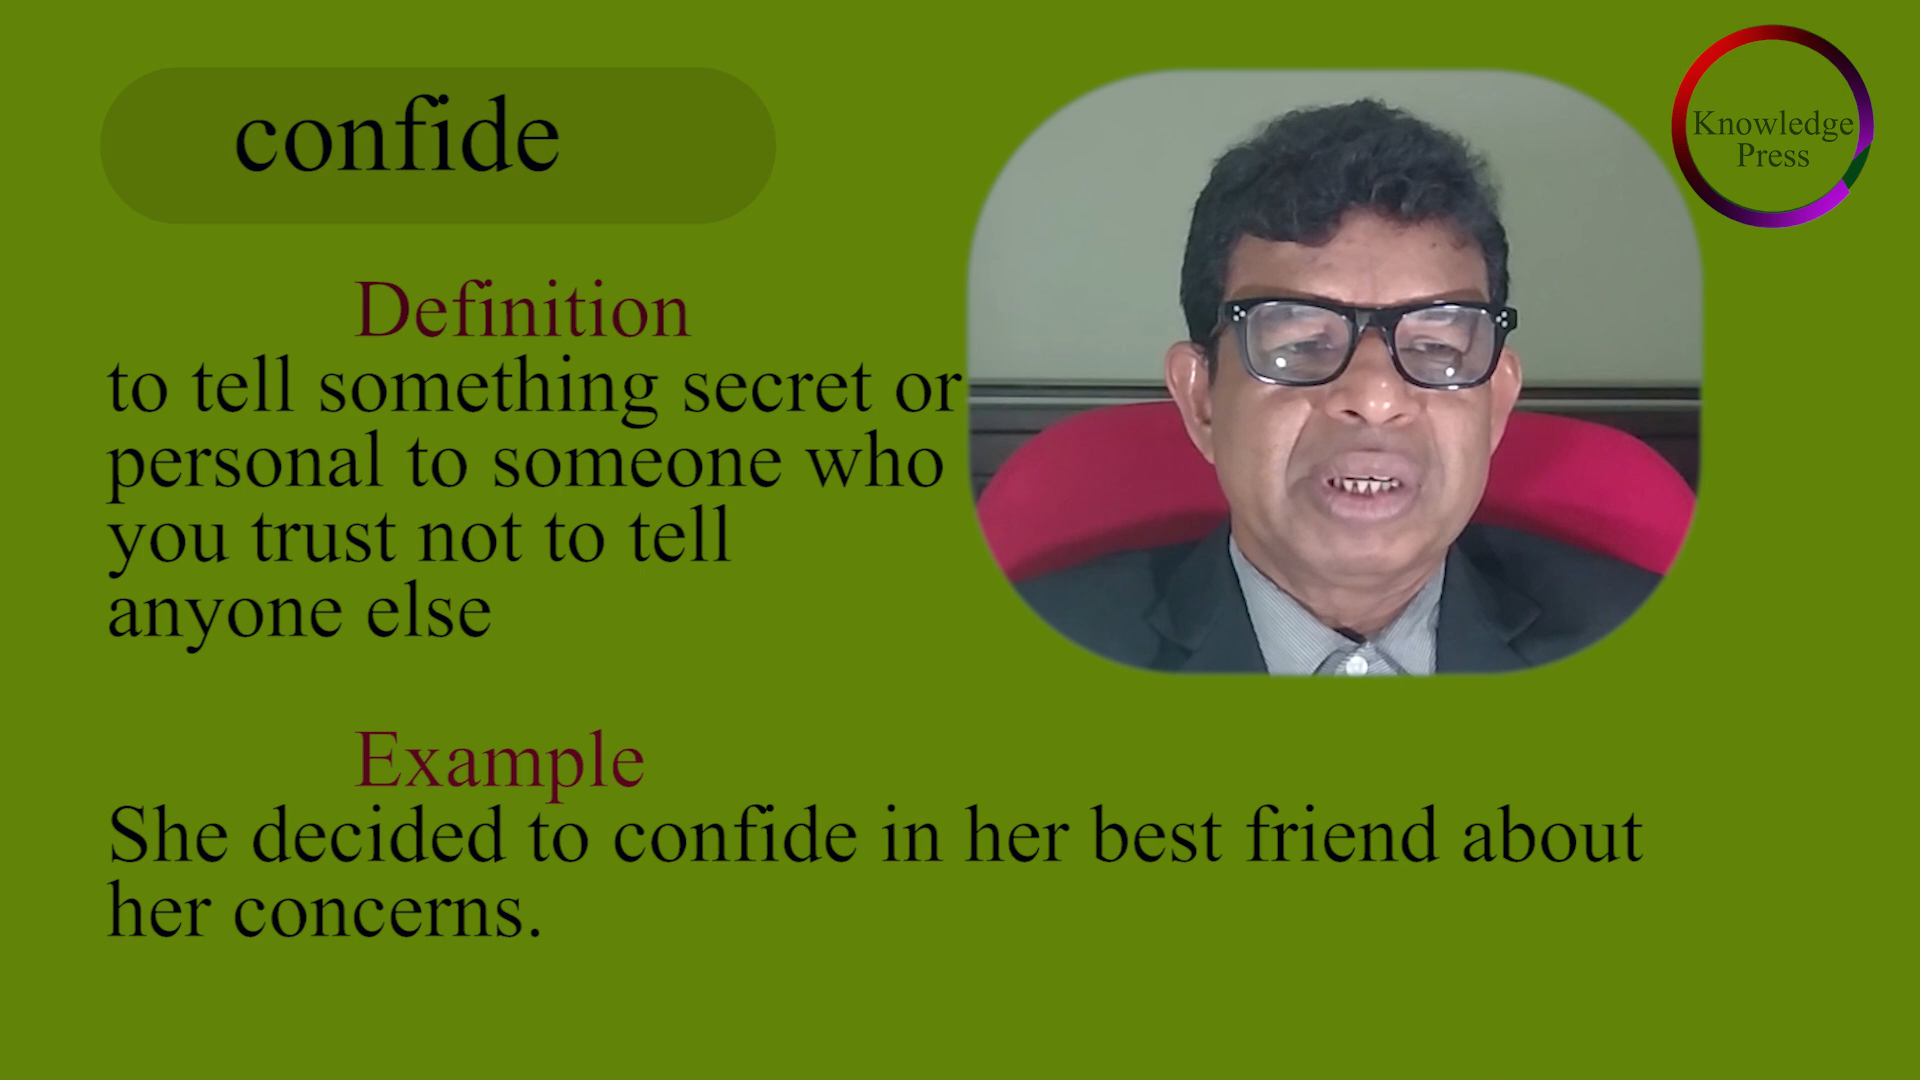 confide
Knowledge
Press
Definition
to tell something secret or
personal to someone who
you trust not to tell
anyone else
Example
She decided to confide in her best friend about
her concerns.